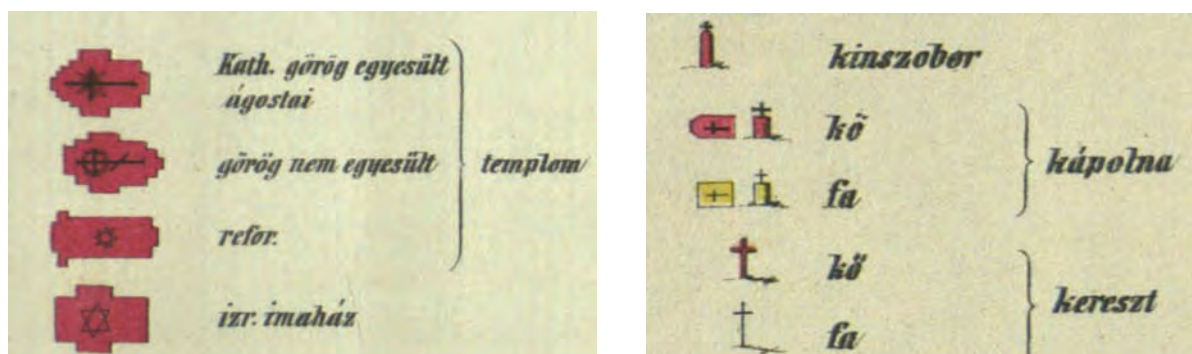 Kath. görög egyesült
ágostai
görög nem egyesült
templom
refor.
izr. imaház
kinszobor
kő
kápolna
fa
kő
kereszt
fa